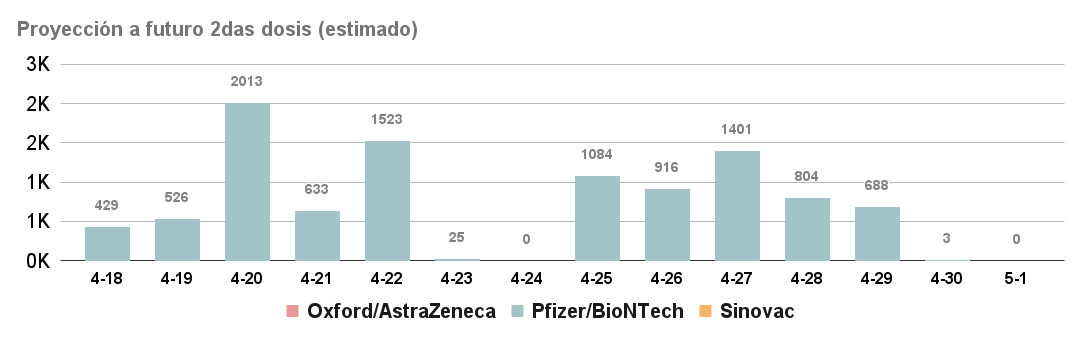 Proyección a futuro 2das dosis (estimado)
3K
2K
2K
1K
1K
0K
429
526
2013
633
1523
25
0
1084
916
1401
804
688
3
0
4-18 4-19 4-20 4-21 4-22 4-23 4-24 4-25 4-26 4-27 4-28 4-29 4-30 5-1
Oxford/AstraZeneca Pfizer/BioNTech Sinovac